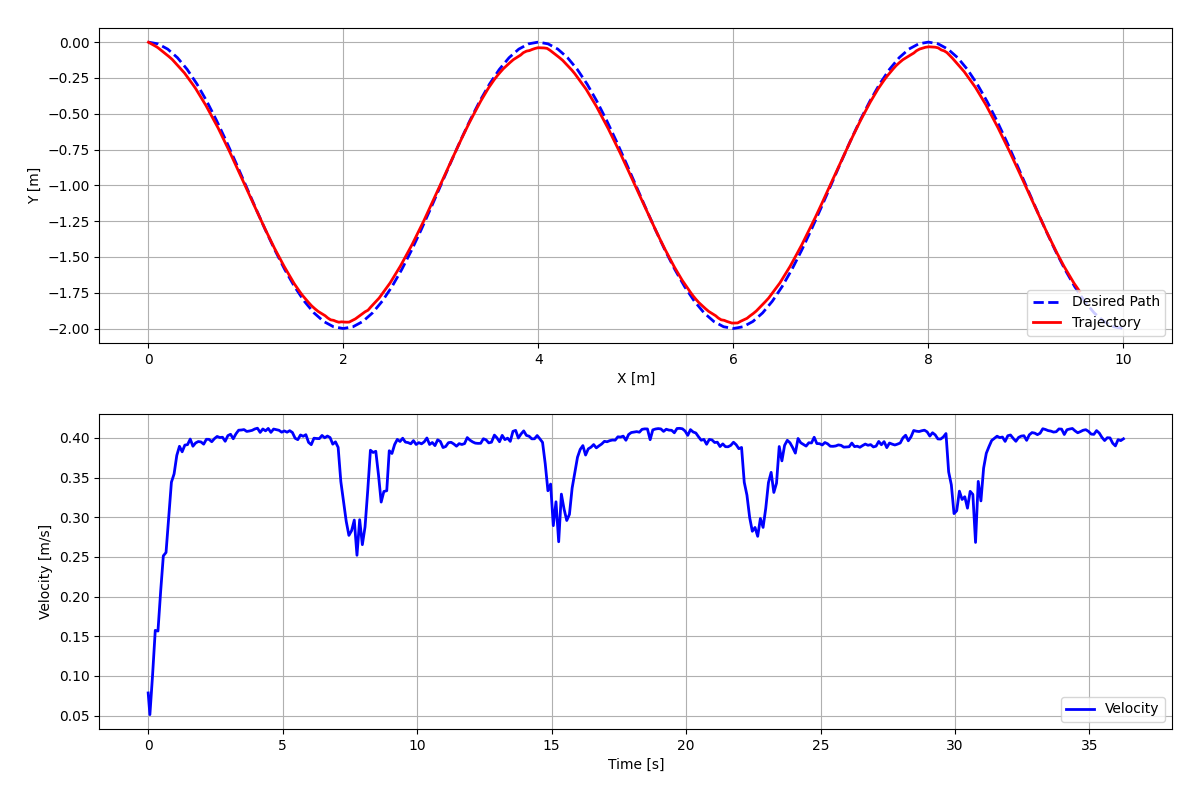 0.00
−0.25
−0.50
−0.75
−1.00
−1.25
−1.50
−1.75
−2.00
Y [m]
Desired Path
Trajectory
0 2 4 6 8 10
X [m]
0.40
0.35
0.30
0.25
0.20
0.15
0.10
0.05
Velocity [m/s]
Velocity
0 5 10 15 20 25 30 35
Time [s]